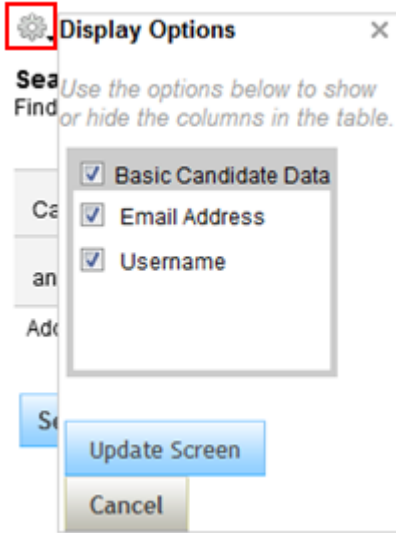 Display Options
Use the options below to show
or hide the columns in the table.
Basic Candidate Data
Email Address
Username
Update Screen
Cancel
Find